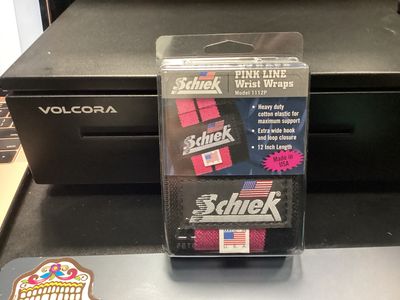 Schiek
PINK LINE
Wrist Wraps
Model 1112P
• Heavy duty
cotton elastic for
maximum support
• Extra wide hook
and loop closure
• 12 Inch Length
Made in
USA
Schiek
VOLCORA
Schiek
U.S.A.